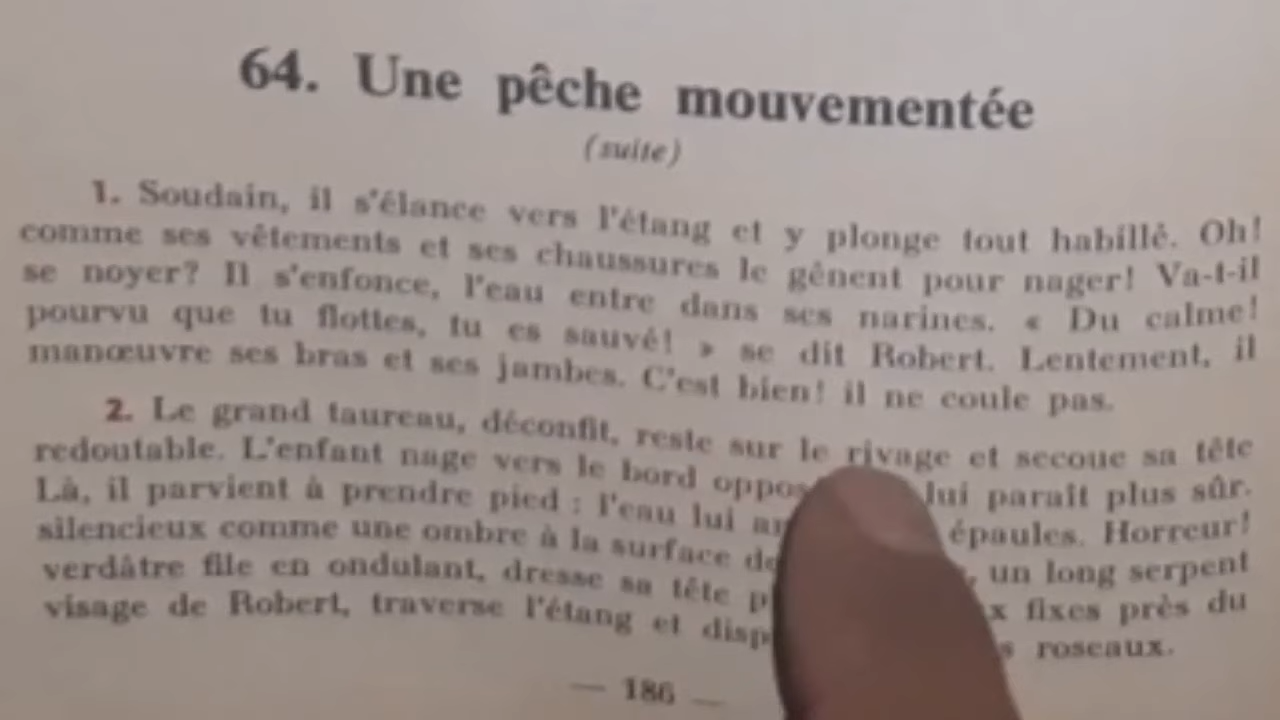 64. Une pêche mouvementée
(suite)
1. Soudain, il s'élance vers l'étang et y plonge tout habillé. Oh!
comme ses vêtements et ses chaussures le gênent pour nager! Va-t-il
se noyer? Il s'enfonce, l'eau entre dans ses narines. « Du calme!
pourvu que tu flottes, tu es sauvé! » se dit Robert. Lentement, il
manœuvre ses bras et ses jambes. C'est bien! il ne coule pas.
2. Le grand taureau, déconfit, reste sur le rivage et secoue sa tête
redoutable. L'enfant nage vers le bord lui paraît plus sûr.
Là, il parvient à prendre pied : l'eau lui épaules. Horreur!
silencieux comme une ombre à la surface un long serpent
verdâtre file en ondulant, dresse sa tête fixes près du
visage de Robert, traverse l'étang et roseaux.
— 186 —